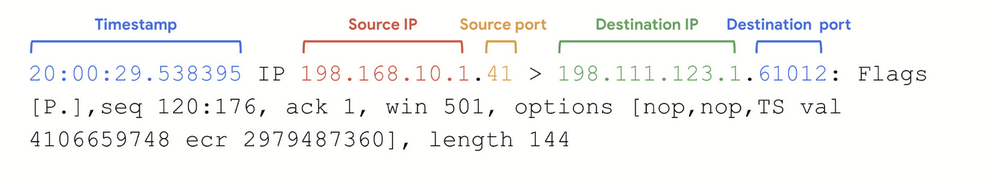 Timestamp Source IP Source port Destination IP Destination port
20:00:29.538395 IP 198.168.10.1.41 > 198.111.123.1.61012: Flags
[P.],seq 120:176, ack 1, win 501, options [nop,nop,TS val
4106659748 ecr 2979487360], length 144